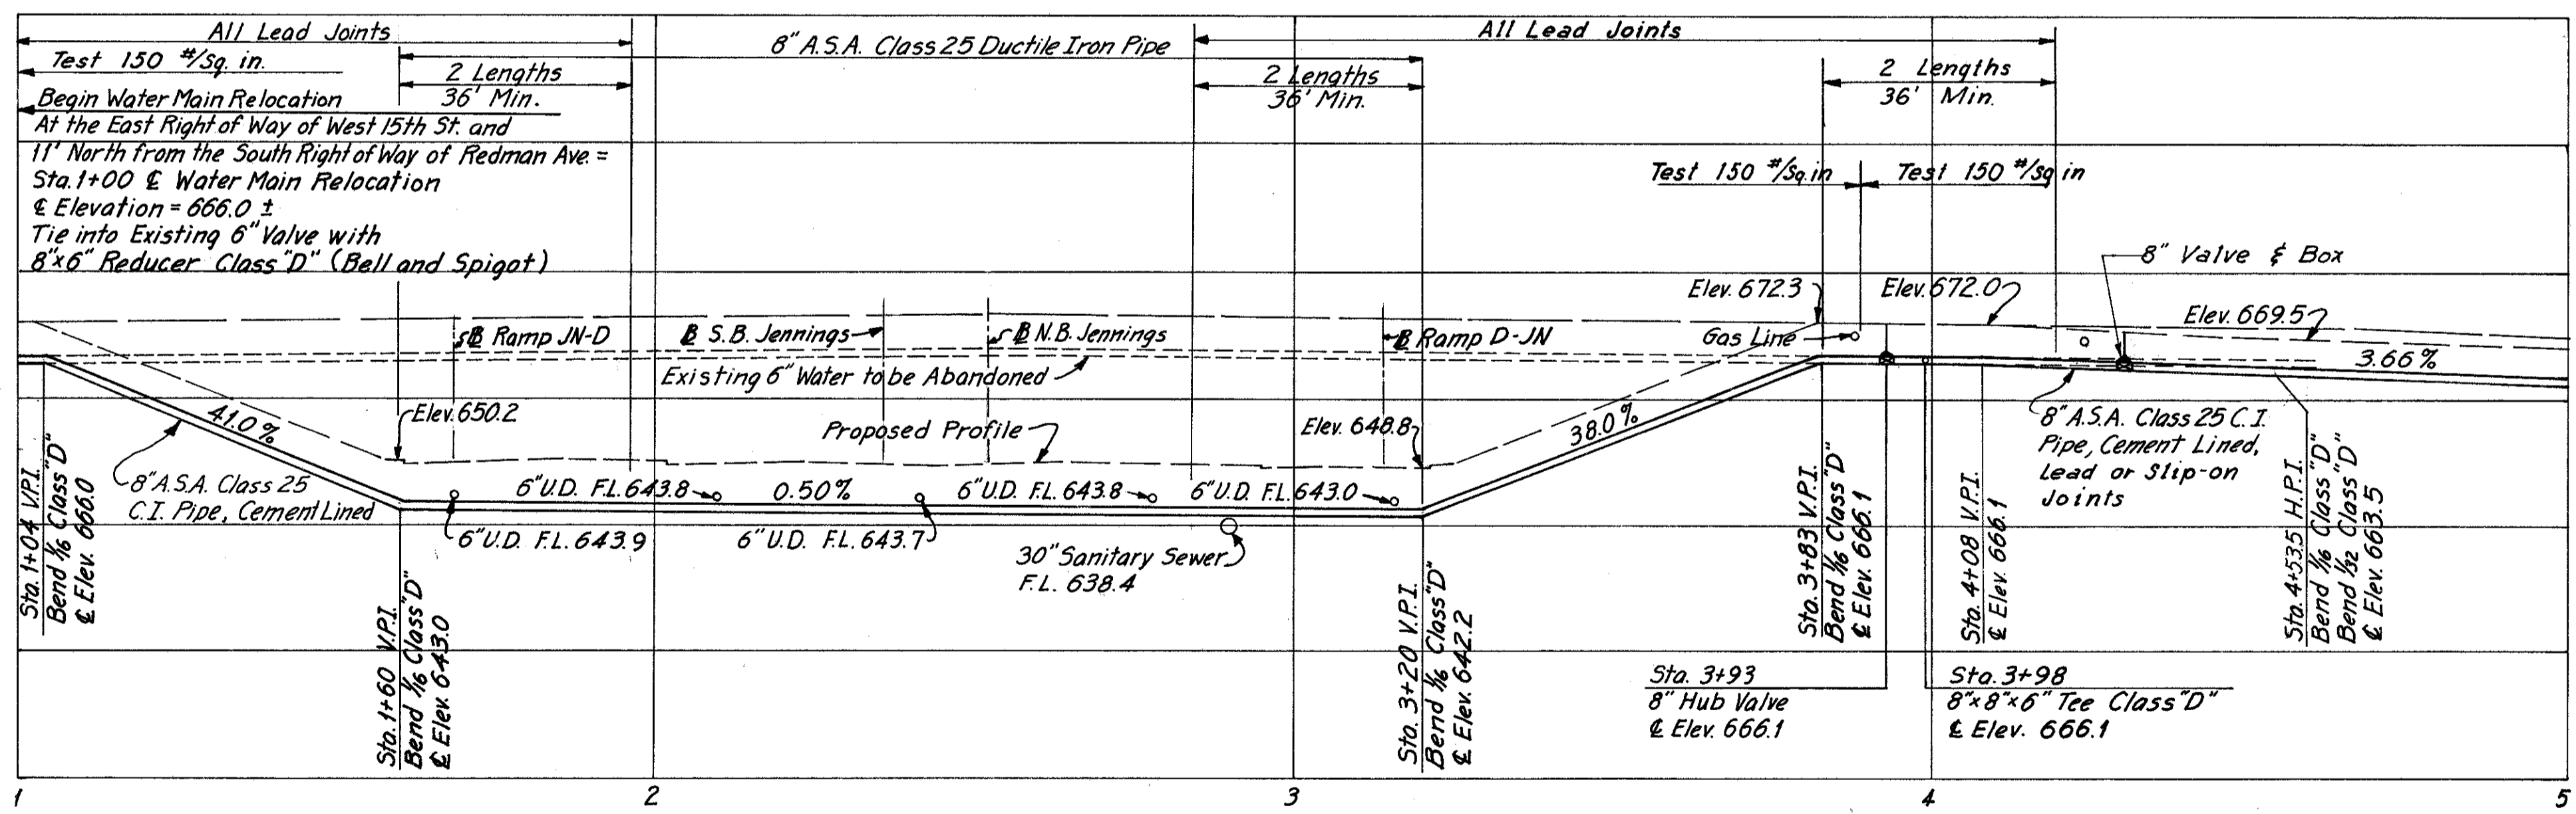 All Lead Joints
8" A.S.A. Class 25 Ductile Iron Pipe
All Lead Joints
Test 150 #/Sq. in.
2 Lengths
36' Min.
2 Lengths
36' Min.
2 Lengths
36' Min.
Begin Water Main Relocation
At the East Right of Way of West 15th St. and
11' North from the South Right of Way of Redman Ave. =
Sta. 1+00 ℄ Water Main Relocation
℄ Elevation = 666.0 ±
Tie into Existing 6" Valve with
8"x6" Reducer Class "D" (Bell and Spigot)
Test 150 #/Sq. in
Test 150 #/Sq in
8" Valve & Box
Elev. 672.3
Elev. 672.0
Elev. 669.5
B Ramp JN-D
B S.B. Jennings
B N.B. Jennings
B Ramp D-JN
Gas Line
3.66%
Existing 6" Water to be Abandoned
41.0%
Elev. 650.2
Proposed Profile
Elev. 648.8
38.0%
8" A.S.A. Class 25 C.I.
Pipe, Cement Lined,
Lead or Slip-on
Joints
8" A.S.A. Class 25
C.I. Pipe, Cement Lined
6" U.D. F.L. 643.8
0.50%
6" U.D. F.L. 643.8
6" U.D. F.L. 643.0
6" U.D. F.L. 643.9
6" U.D. F.L. 643.7
30" Sanitary Sewer
F.L. 638.4
Sta. 1+04 V.P.I.
Bend 1/16 Class "D"
℄ Elev. 666.0
Sta. 1+60 V.P.I.
Bend 1/16 Class "D"
℄ Elev. 643.0
Sta. 3+20 V.P.I.
Bend 1/16 Class "D"
℄ Elev. 642.2
Sta. 3+83 V.P.I.
Bend 1/16 Class "D"
℄ Elev. 666.1
Sta. 4+08 V.P.I.
℄ Elev. 666.1
Sta. 4+53.5 H.P.I.
Bend 1/16 Class "D"
Bend 1/32 Class "D"
℄ Elev. 663.5
Sta. 3+93
8" Hub Valve
℄ Elev. 666.1
Sta. 3+98
8"x8"x6" Tee Class "D"
℄ Elev. 666.1
1 2 3 4 5